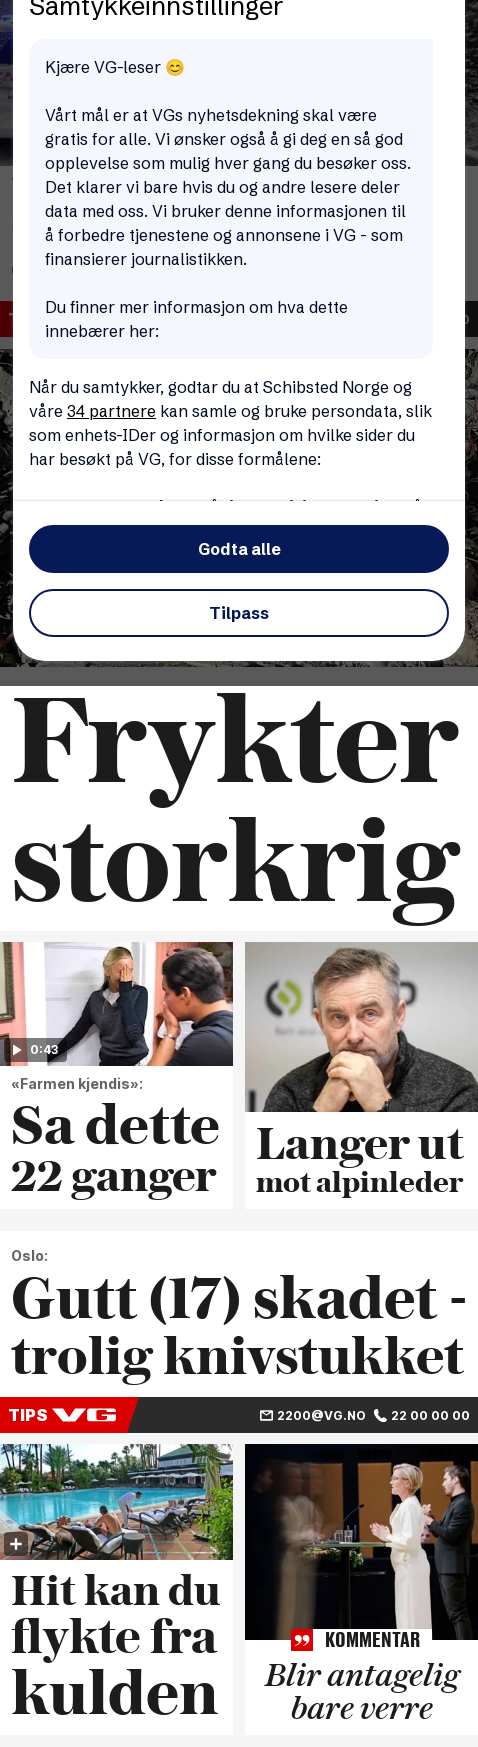 Samtykkeinnstillinger
Kjære VG-leser 😊
Vårt mål er at VGs nyhetsdekning skal være
gratis for alle. Vi ønsker også å gi deg en så god
opplevelse som mulig hver gang du besøker oss.
Det klarer vi bare hvis du og andre lesere deler
data med oss. Vi bruker denne informasjonen til
å forbedre tjenestene og annonsene i VG - som
finansierer journalistikken.
Du finner mer informasjon om hva dette
innebærer her:
Når du samtykker, godtar du at Schibsted Norge og
våre 34 partnere kan samle og bruke persondata, slik
som enhets-IDer og informasjon om hvilke sider du
har besøkt på VG, for disse formålene:
Godta alle
Tilpass
Frykter
storkrig
0:43
«Farmen kjendis»:
Sa dette
22 ganger
Langer ut
mot alpinleder
Oslo:
Gutt (17) skadet -
trolig knivstukket
TIPS VG
2200@VG.NO 22 00 00 00
Hit kan du
flykte fra
kulden
KOMMENTAR
Blir antagelig
bare verre